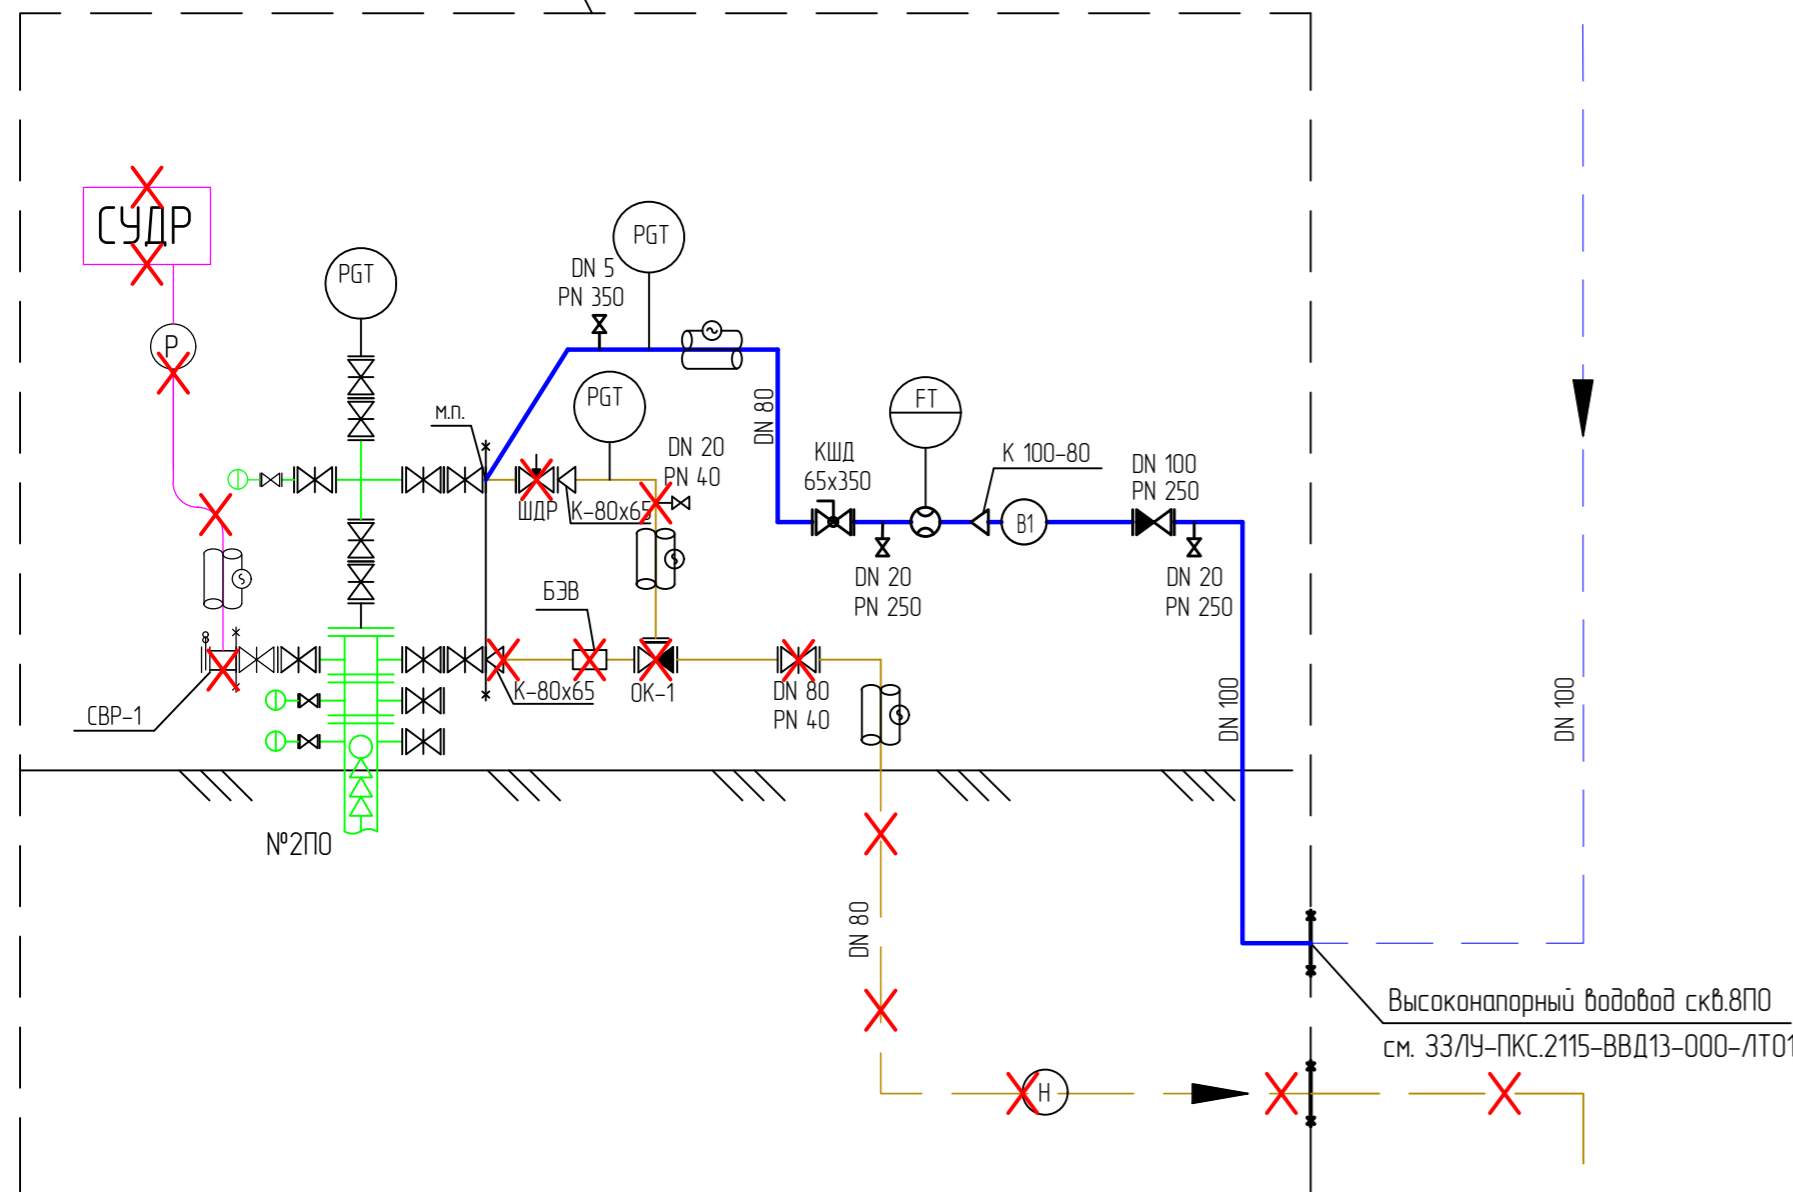 СУДР
PGT
PGT
DN 5
PN 350
P
PGT
м.п.
DN 20
PN 40
DN 80
КШД
65х350
FT
К 100-80
DN 100
PN 250
ШДР
К-80х65
В1
DN 20
PN 250
DN 20
PN 250
БЭВ
К-80х65
ОК-1
DN 80
PN 40
СВР-1
DN 100
DN 100
№2ПО
DN 80
Высоконапорный водовод скв.8ПО
см. 33/ЛУ-ПКС.2115-ВВД13-000-ЛТ01
Н